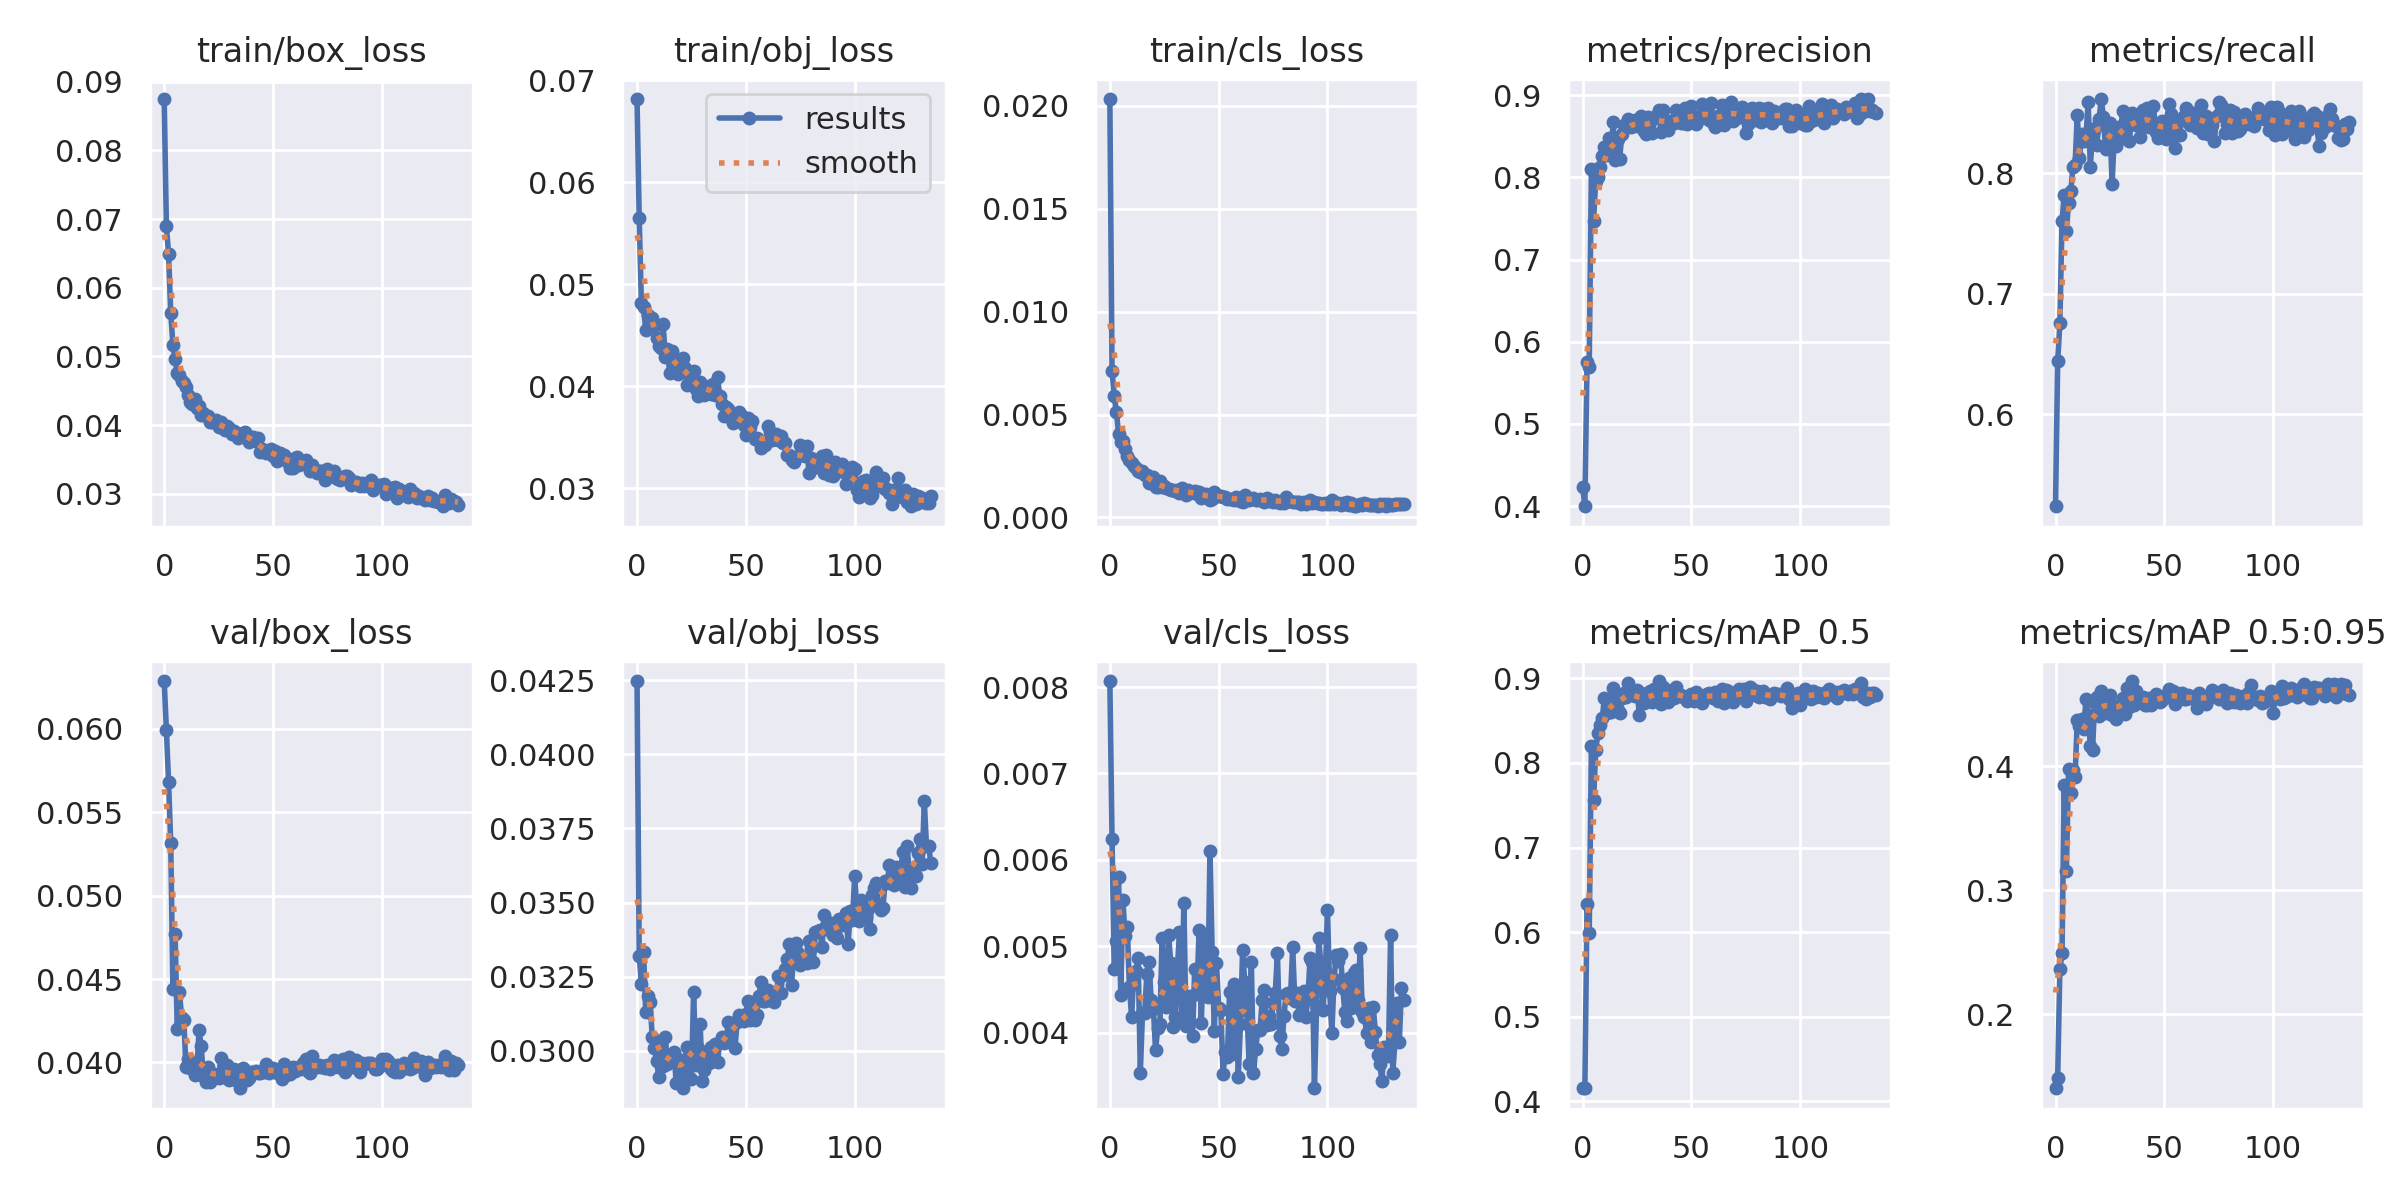 train/box_loss
0.09
0.08
0.07
0.06
0.05
0.04
0.03
0 50 100
train/obj_loss
results
smooth
0.07
0.06
0.05
0.04
0.03
0 50 100
train/cls_loss
0.020
0.015
0.010
0.005
0.000
0 50 100
metrics/precision
0.9
0.8
0.7
0.6
0.5
0.4
0 50 100
metrics/recall
0.8
0.7
0.6
0 50 100
val/box_loss
0.060
0.055
0.050
0.045
0.040
0 50 100
val/obj_loss
0.0425
0.0400
0.0375
0.0350
0.0325
0.0300
0 50 100
val/cls_loss
0.008
0.007
0.006
0.005
0.004
0 50 100
metrics/mAP_0.5
0.9
0.8
0.7
0.6
0.5
0.4
0 50 100
metrics/mAP_0.5:0.95
0.4
0.3
0.2
0 50 100